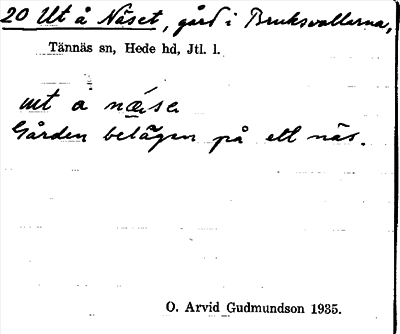 20 Ut å Näset, gård i Bruksvallarna,
Tännäs sn, Hede hd, Jtl. l.
ut å næse
Gården belägen på ett näs.
O. Arvid Gudmundson 1935.